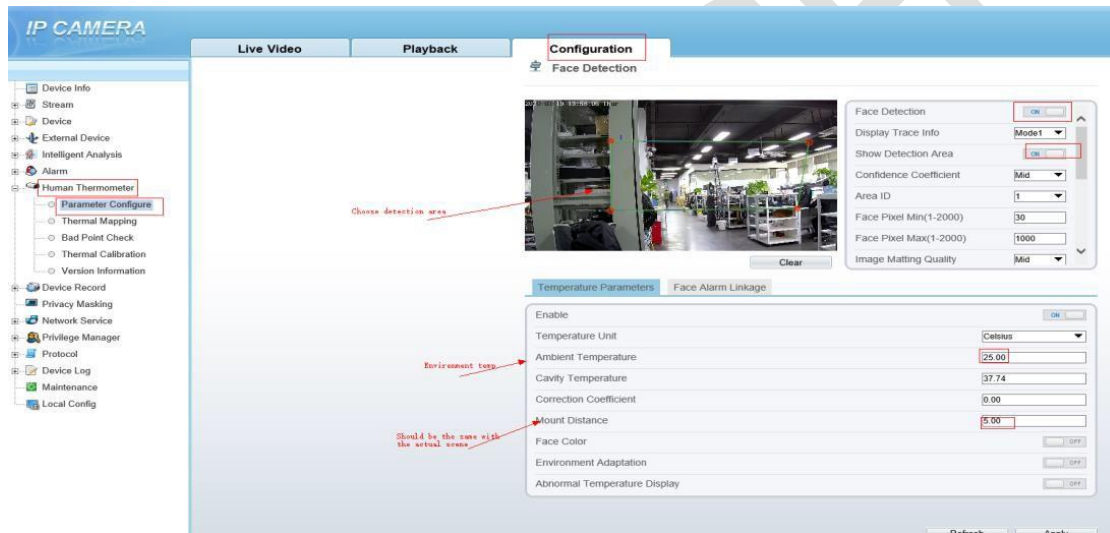 IP CAMERA
Live Video
Playback
Configuration
Face Detection
Device Info
Stream
Device
External Device
Intelligent Analysis
Alarm
Human Thermometer
Parameter Configure
Thermal Mapping
Bad Point Check
Thermal Calibration
Version Information
Device Record
Privacy Masking
Network Service
Privilege Manager
Protocol
Device Log
Maintenance
Local Config
Choose detection area
1
Clear
Face Detection ON
Display Trace Info Mode1
Show Detection Area ON
Confidence Coefficient Mid
Area ID 1
Face Pixel Min(1-2000) 30
Face Pixel Max(1-2000) 1000
Image Matting Quality Mid
Temperature Parameters
Face Alarm Linkage
Enable ON
Temperature Unit Celsius
Environment temp
Ambient Temperature 25.00
Cavity Temperature 37.74
Correction Coefficient 0.00
Mount Distance 5.00
Should be the same with
the actual scene
Face Color OFF
Environment Adaptation OFF
Abnormal Temperature Display OFF
Refresh
Apply